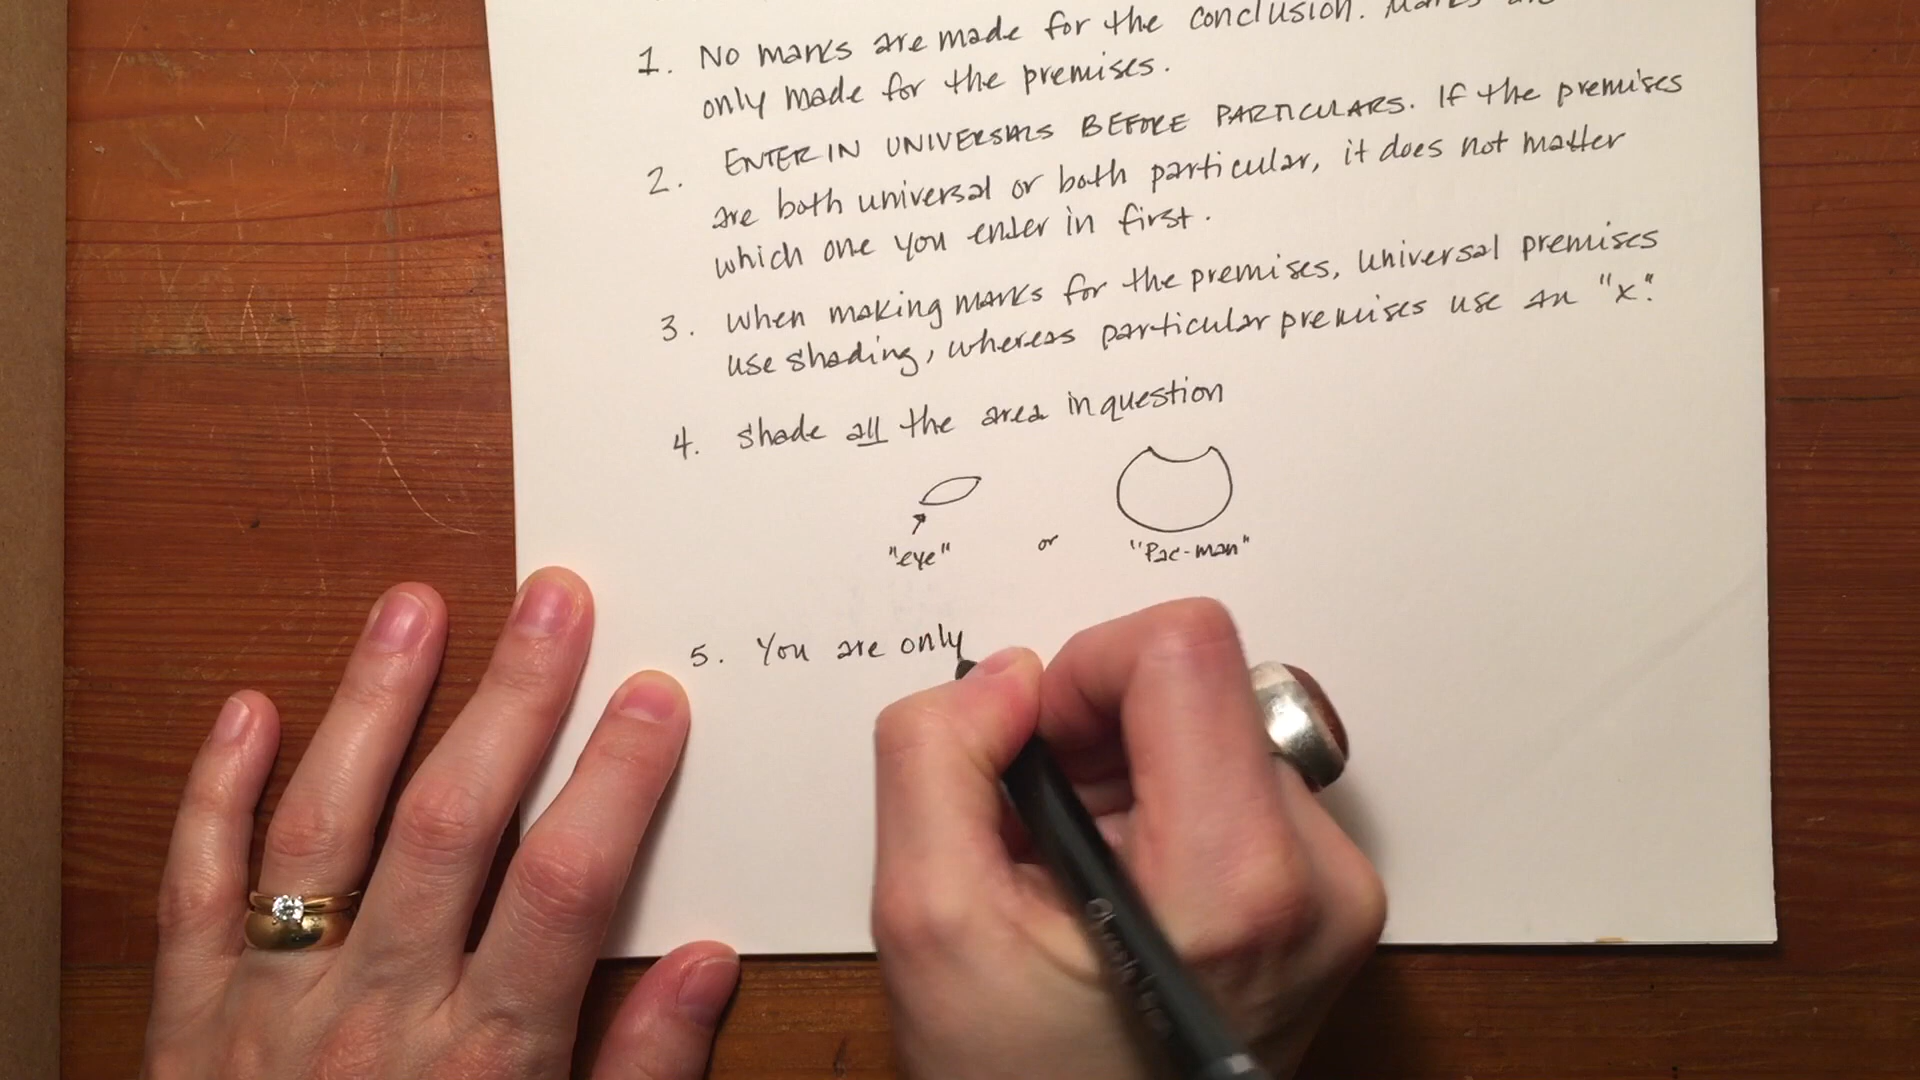 1. No marks are made for the conclusion. Marks are
only made for the premises.
2. ENTER IN UNIVERSALS BEFORE PARTICULARS. If the premises
are both universal or both particular, it does not matter
which one you enter in first.
3. When making marks for the premises, universal premises
use shading, whereas particular premises use an "x".
4. Shade all the area in question
"eye" or "Pac-man"
5. You are only